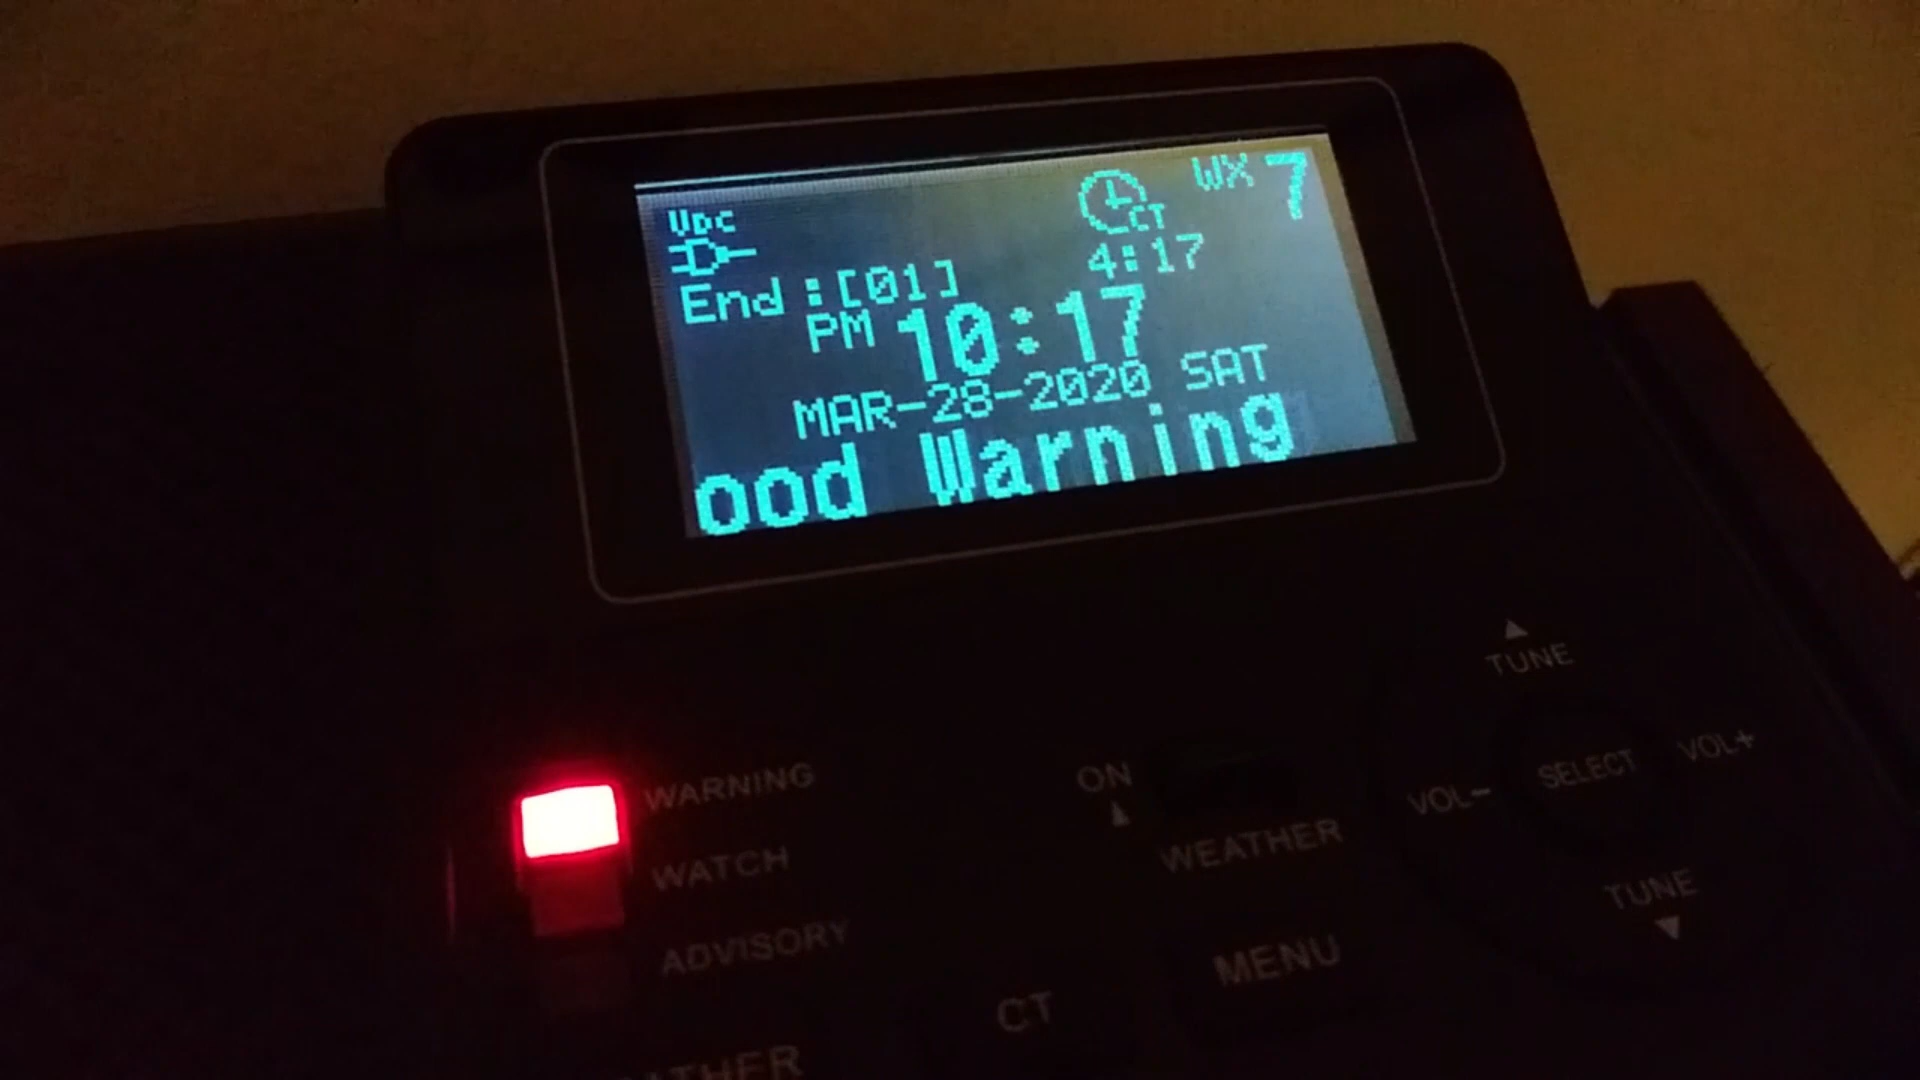 WX 7
VDC
CT
4:17
End :[01]
PM 10:17
MAR-28-2020 SAT
ood Warning
TUNE
WARNING
ON
VOL- SELECT VOL+
WATCH
WEATHER
TUNE
ADVISORY
MENU
CT
THER